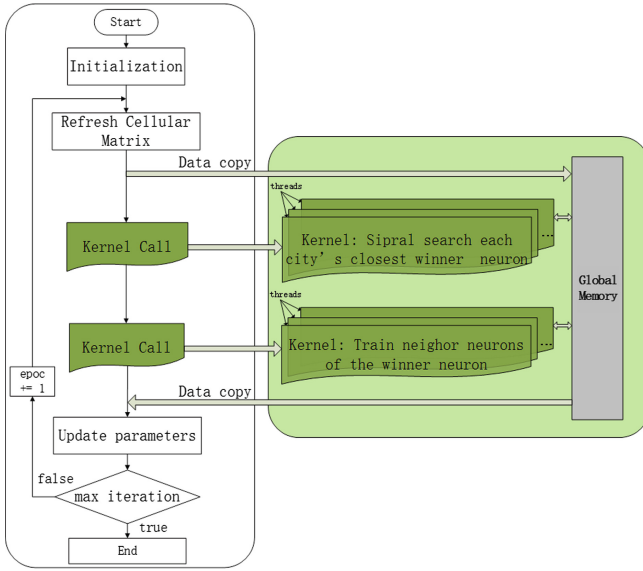 Start
Initialization
Refresh Cellular
Matrix
Data copy
threads
Kernel Call
Kernel: Sipral search each
city's closest winner neuron
...
Global
Memory
threads
Kernel Call
Kernel: Train neighor neurons
of the winner neuron
...
epoc
+= 1
Data copy
Update parameters
false
max iteration
true
End